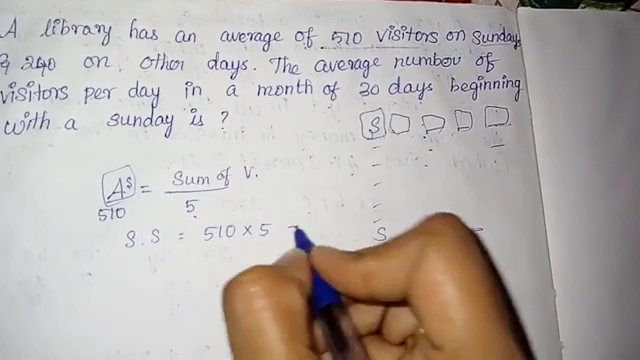 A library has an average of 510 visitors on sunday
& 240 on other days. The average number of
visitors per day in a month of 30 days beginning
with a sunday is ?
S
A.S = Sum of V.
5
510
S.S = 510 × 5 -
S